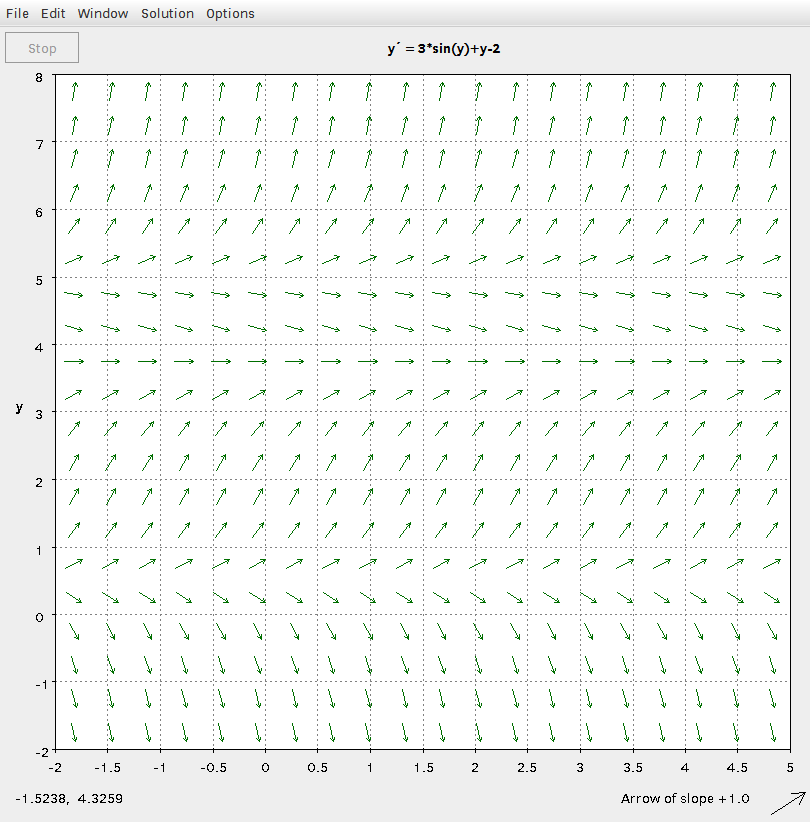 File Edit Window Solution Options
Stop
y´ = 3*sin(y)+y-2
8
7
6
5
4
y
3
2
1
0
-1
-2
-2 -1.5 -1 -0.5 0 0.5 1 1.5 2 2.5 3 3.5 4 4.5 5
-1.5238, 4.3259 Arrow of slope +1.0